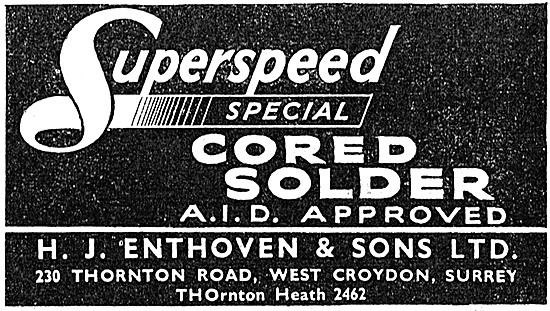 Superspeed
SPECIAL
CORED
SOLDER
A.I.D. APPROVED
H. J. ENTHOVEN & SONS LTD.
230 THORNTON ROAD, WEST CROYDON, SURREY
THOrnton Heath 2462